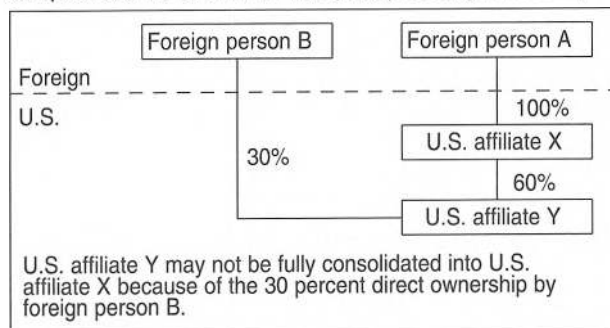 Foreign person B
Foreign person A
Foreign
U.S.
100%
U.S. affiliate X
30%
60%
U.S. affiliate Y
U.S. affiliate Y may not be fully consolidated into U.S.
affiliate X because of the 30 percent direct ownership by
foreign person B.